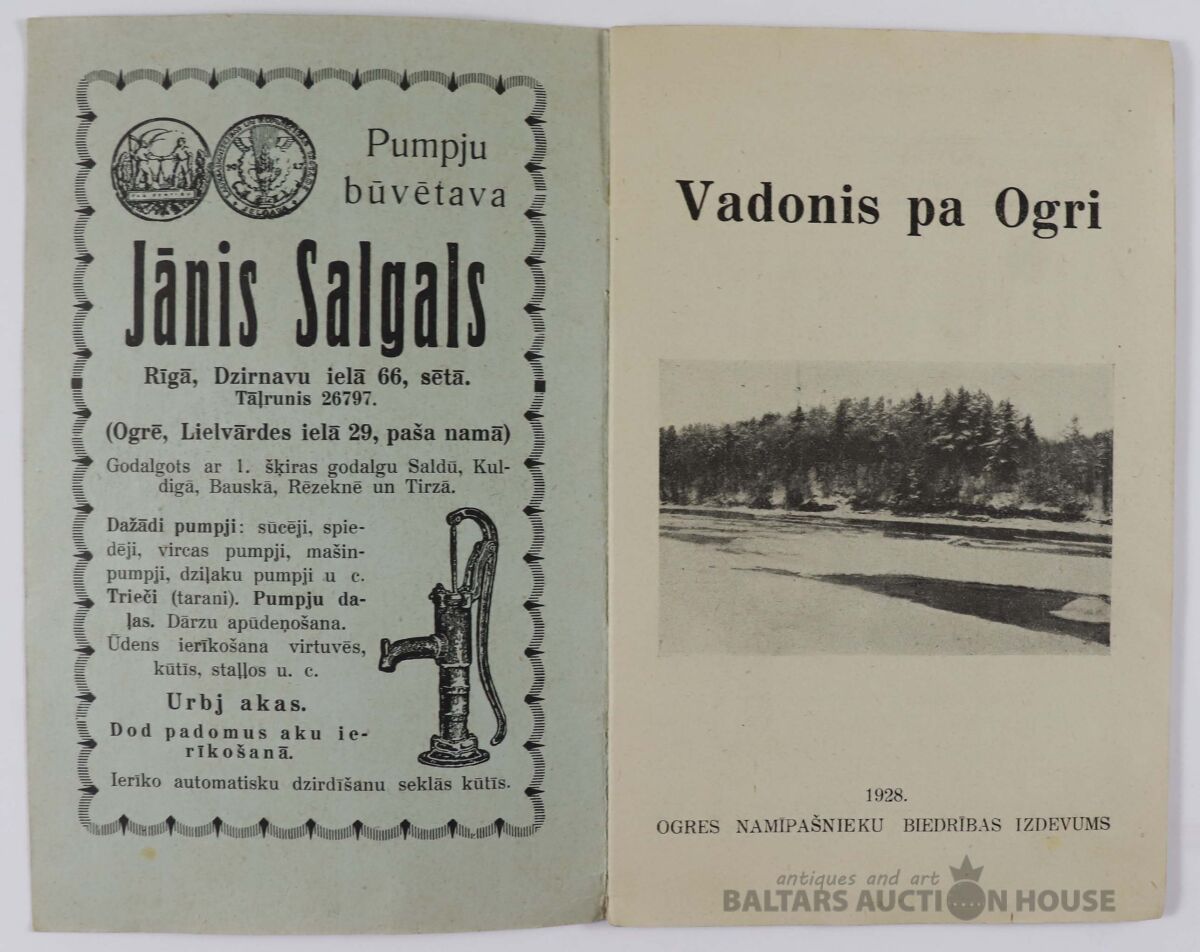 Pumpju
būvētava
Jānis Salgals
Rīgā, Dzirnavu ielā 66, sētā.
Tāļrunis 26797.
(Ogrē, Lielvārdes ielā 29, paša namā)
Godalgots ar 1. šķiras godalgu Saldū, Kul-
digā, Bauskā, Rēzeknē un Tirzā.
Dažādi pumpji: sūcēji, spie-
dēji, vircas pumpji, mašin-
pumpji, dziļaku pumpji u c.
Trieči (tarani). Pumpju da-
ļas. Dārzu apūdeņošana.
Ūdens ierīkošana virtuvēs,
kūtīs, staļļos u. c.
Urbj akas.
Dod padomus aku ie-
rīkošanā.
Ierīko automatisku dzirdīšanu seklās kūtīs.
Vadonis pa Ogri
1928.
OGRES NAMĪPAŠNIEKU BIEDRĪBAS IZDEVUMS
antiques and art
BALTARS AUCTION HOUSE